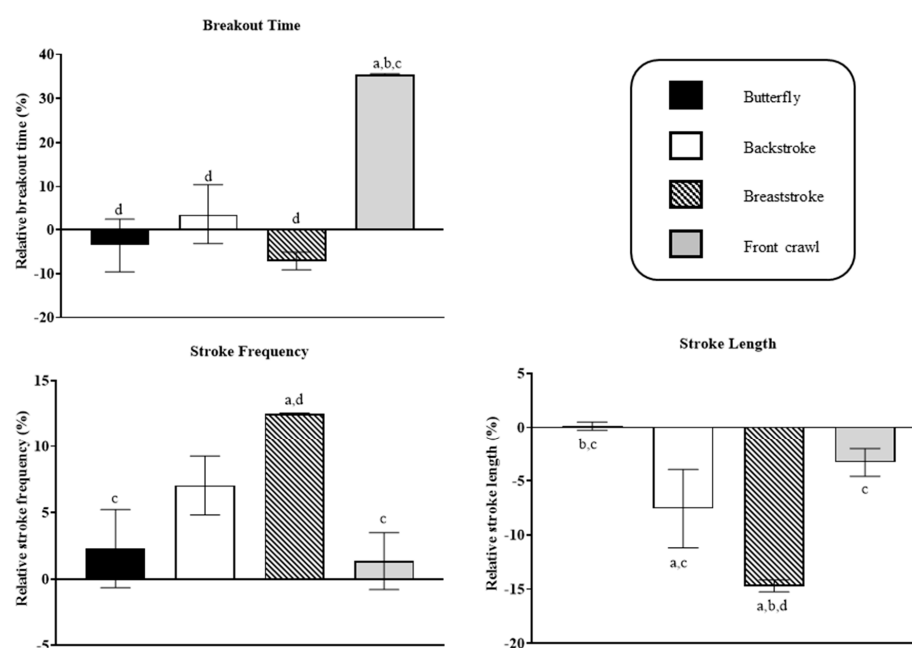 Breakout Time
Relative breakout time (%)
40
30
20
10
0
-10
-20
d
d
d
a,b,c
Butterfly
Backstroke
Breaststroke
Front crawl
Stroke Frequency
Relative stroke frequency (%)
15
10
5
0
-5
c
a,d
c
Stroke Length
Relative stroke length (%)
5
0
-5
-10
-15
-20
b,c
a,c
a,b,d
c